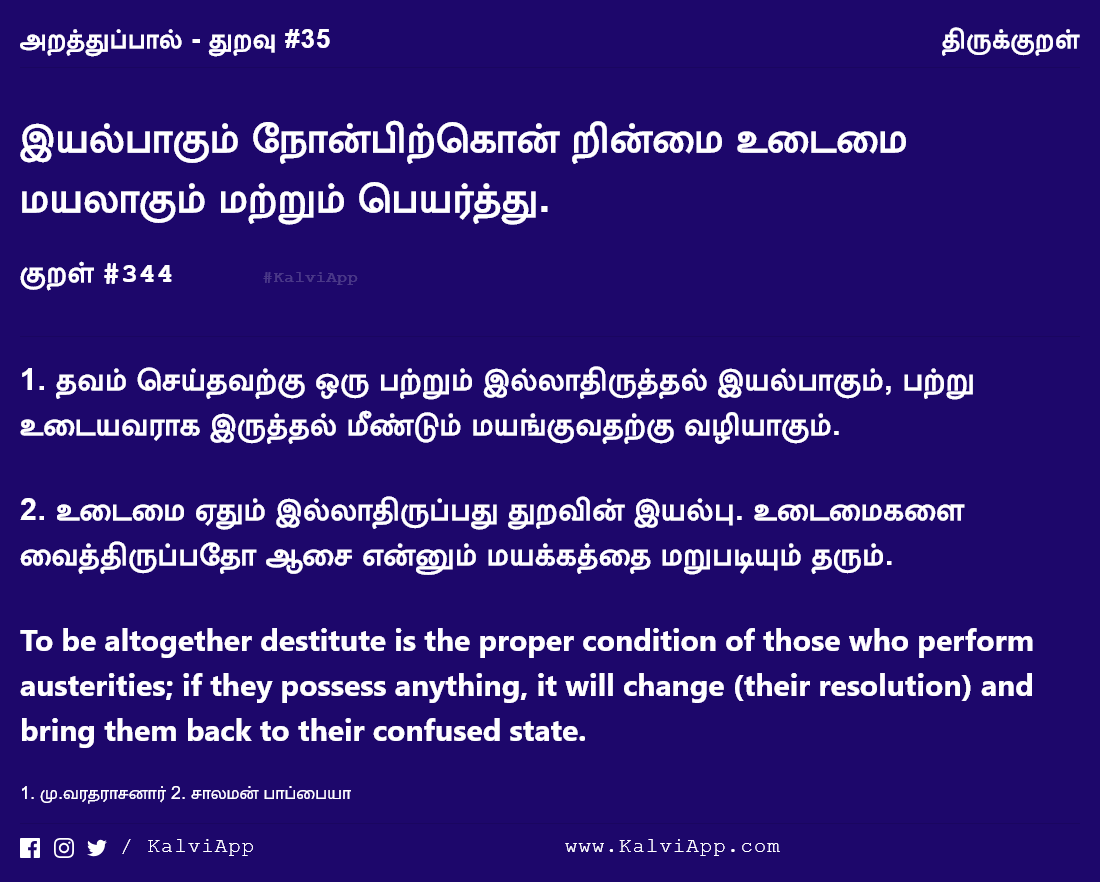 அறத்துப்பால் - துறவு #35
திருக்குறள்
இயல்பாகும் நோன்பிற்கொன் றின்மை உடைமை
மயலாகும் மற்றும் பெயர்த்து.
குறள் #344
#KalviApp
1. தவம் செய்தவற்கு ஒரு பற்றும் இல்லாதிருத்தல் இயல்பாகும், பற்று
உடையவராக இருத்தல் மீண்டும் மயங்குவதற்கு வழியாகும்.
2. உடைமை ஏதும் இல்லாதிருப்பது துறவின் இயல்பு. உடைமைகளை
வைத்திருப்பதோ ஆசை என்னும் மயக்கத்தை மறுபடியும் தரும்.
To be altogether destitute is the proper condition of those who perform
austerities; if they possess anything, it will change (their resolution) and
bring them back to their confused state.
1. மு.வரதராசனார் 2. சாலமன் பாப்பையா
/ KalviApp
www.KalviApp.com